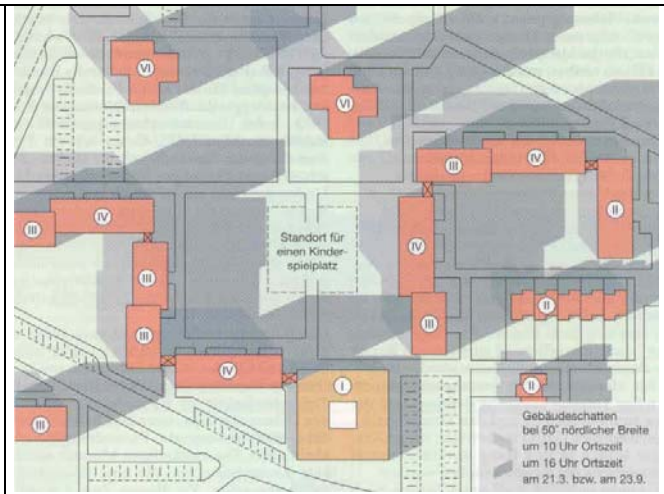 VI
VI
III
IV
IV
III
II
III
IV
Standort für
einen Kinder-
spielplatz
III
III
III
II
IV
I
II
III
Gebäudeschatten
bei 50° nördlicher Breite
um 10 Uhr Ortszeit
um 16 Uhr Ortszeit
am 21.3. bzw. am 23.9.